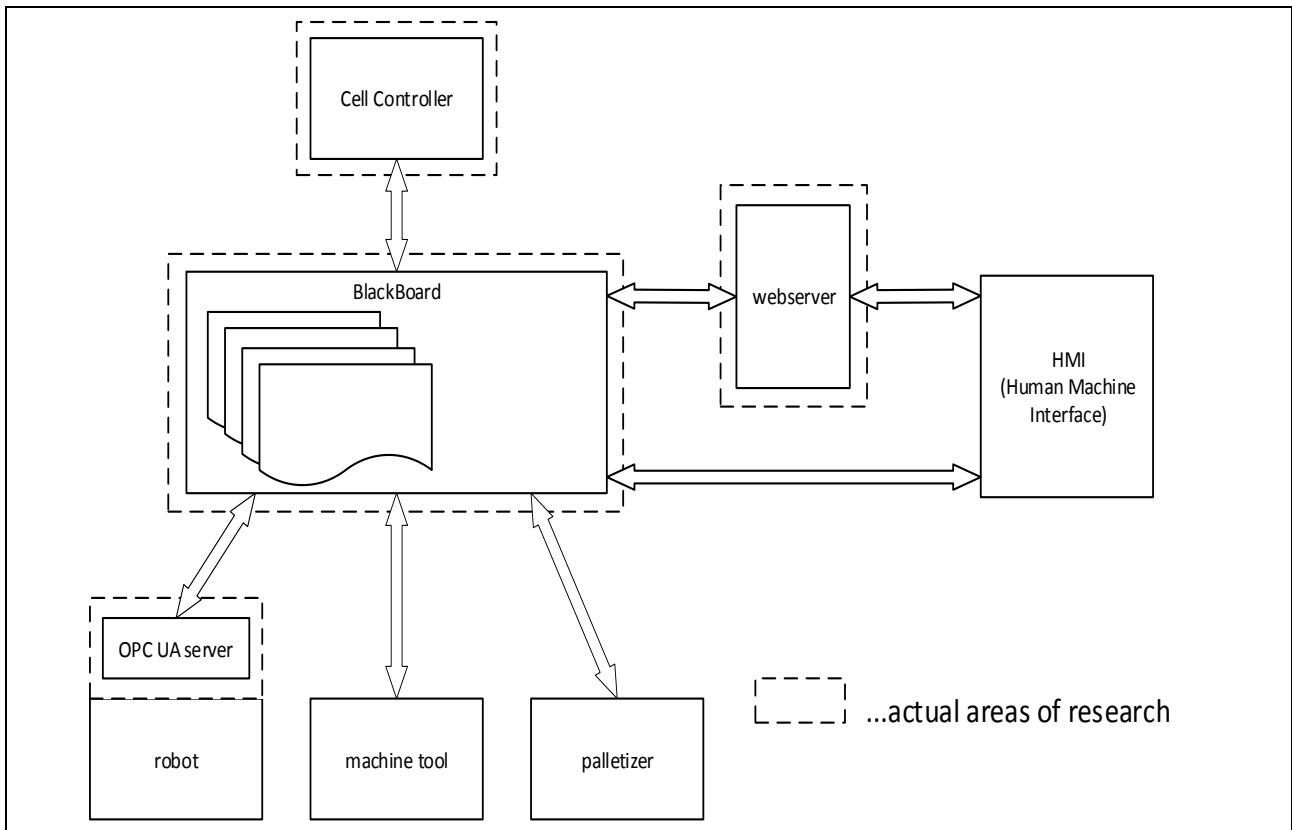 Cell Controller
BlackBoard
webserver
HMI
(Human Machine
Interface)
OPC UA server
robot
machine tool
palletizer
...actual areas of research